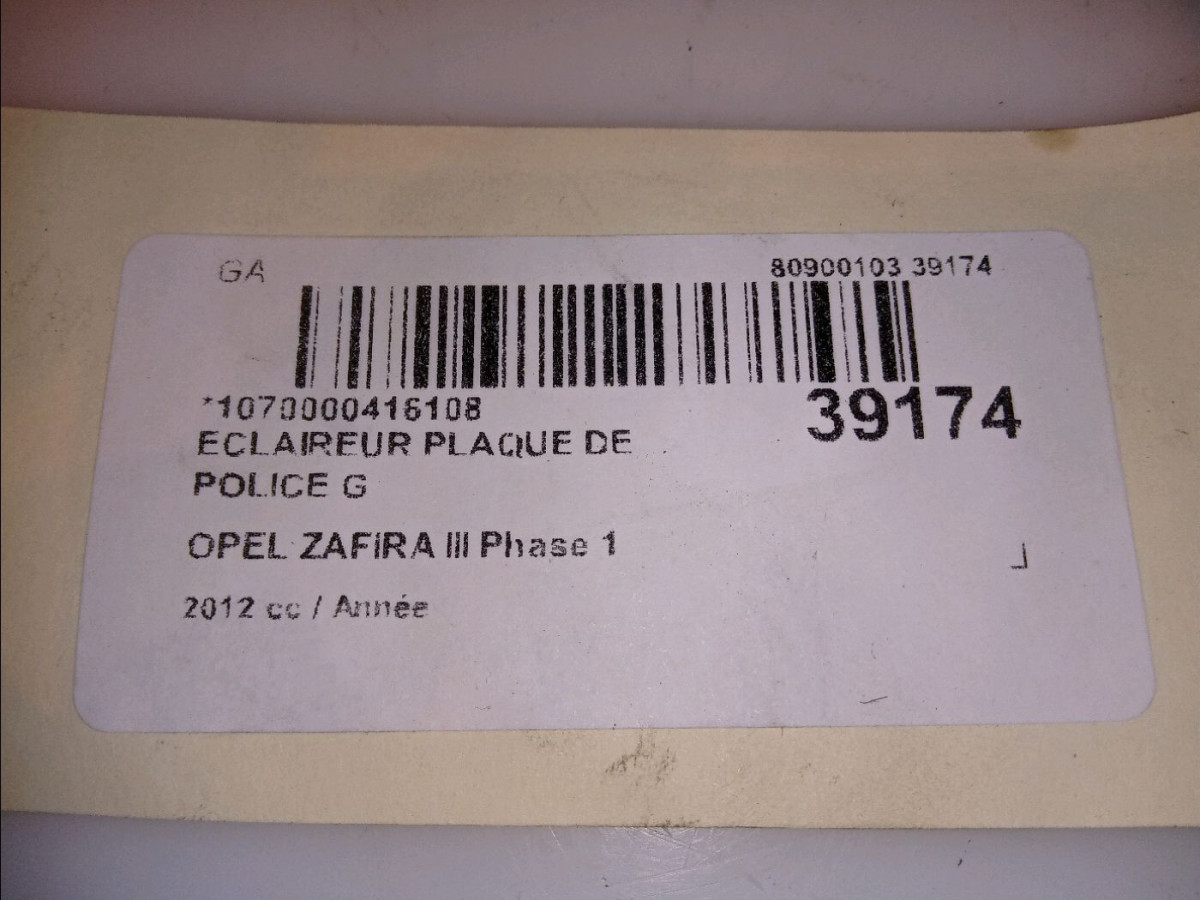 GA
80900103 39174
*1070000416108
39174
ECLAIREUR PLAQUE DE
POLICE G
OPEL ZAFIRA III Phase 1
2012 cc / Année